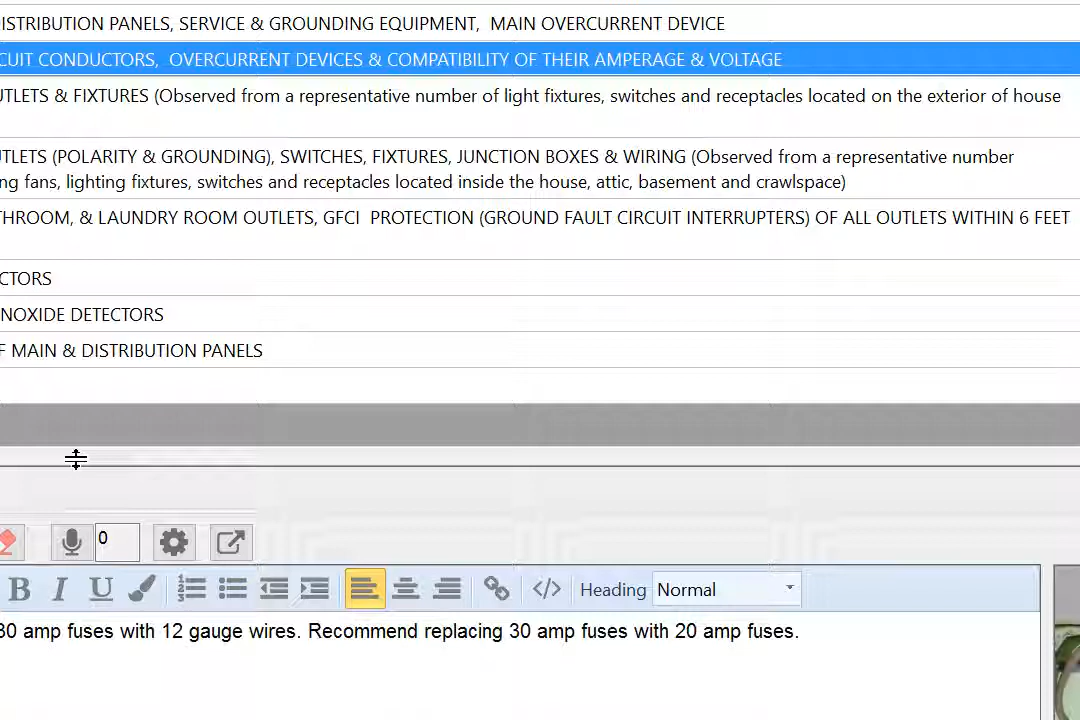 DISTRIBUTION PANELS, SERVICE & GROUNDING EQUIPMENT,  MAIN OVERCURRENT DEVICE
CUIT CONDUCTORS,  OVERCURRENT DEVICES & COMPATIBILITY OF THEIR AMPERAGE & VOLTAGE
UTLETS & FIXTURES (Observed from a representative number of light fixtures, switches and receptacles located on the exterior of house
TLETS (POLARITY & GROUNDING), SWITCHES, FIXTURES, JUNCTION BOXES & WIRING (Observed from a representative number
ng fans, lighting fixtures, switches and receptacles located inside the house, attic, basement and crawlspace)
THROOM, & LAUNDRY ROOM OUTLETS, GFCI  PROTECTION (GROUND FAULT CIRCUIT INTERRUPTERS) OF ALL OUTLETS WITHIN 6 FEET
CTORS
NOXIDE DETECTORS
F MAIN & DISTRIBUTION PANELS
0
B I U Heading Normal
30 amp fuses with 12 gauge wires. Recommend replacing 30 amp fuses with 20 amp fuses.